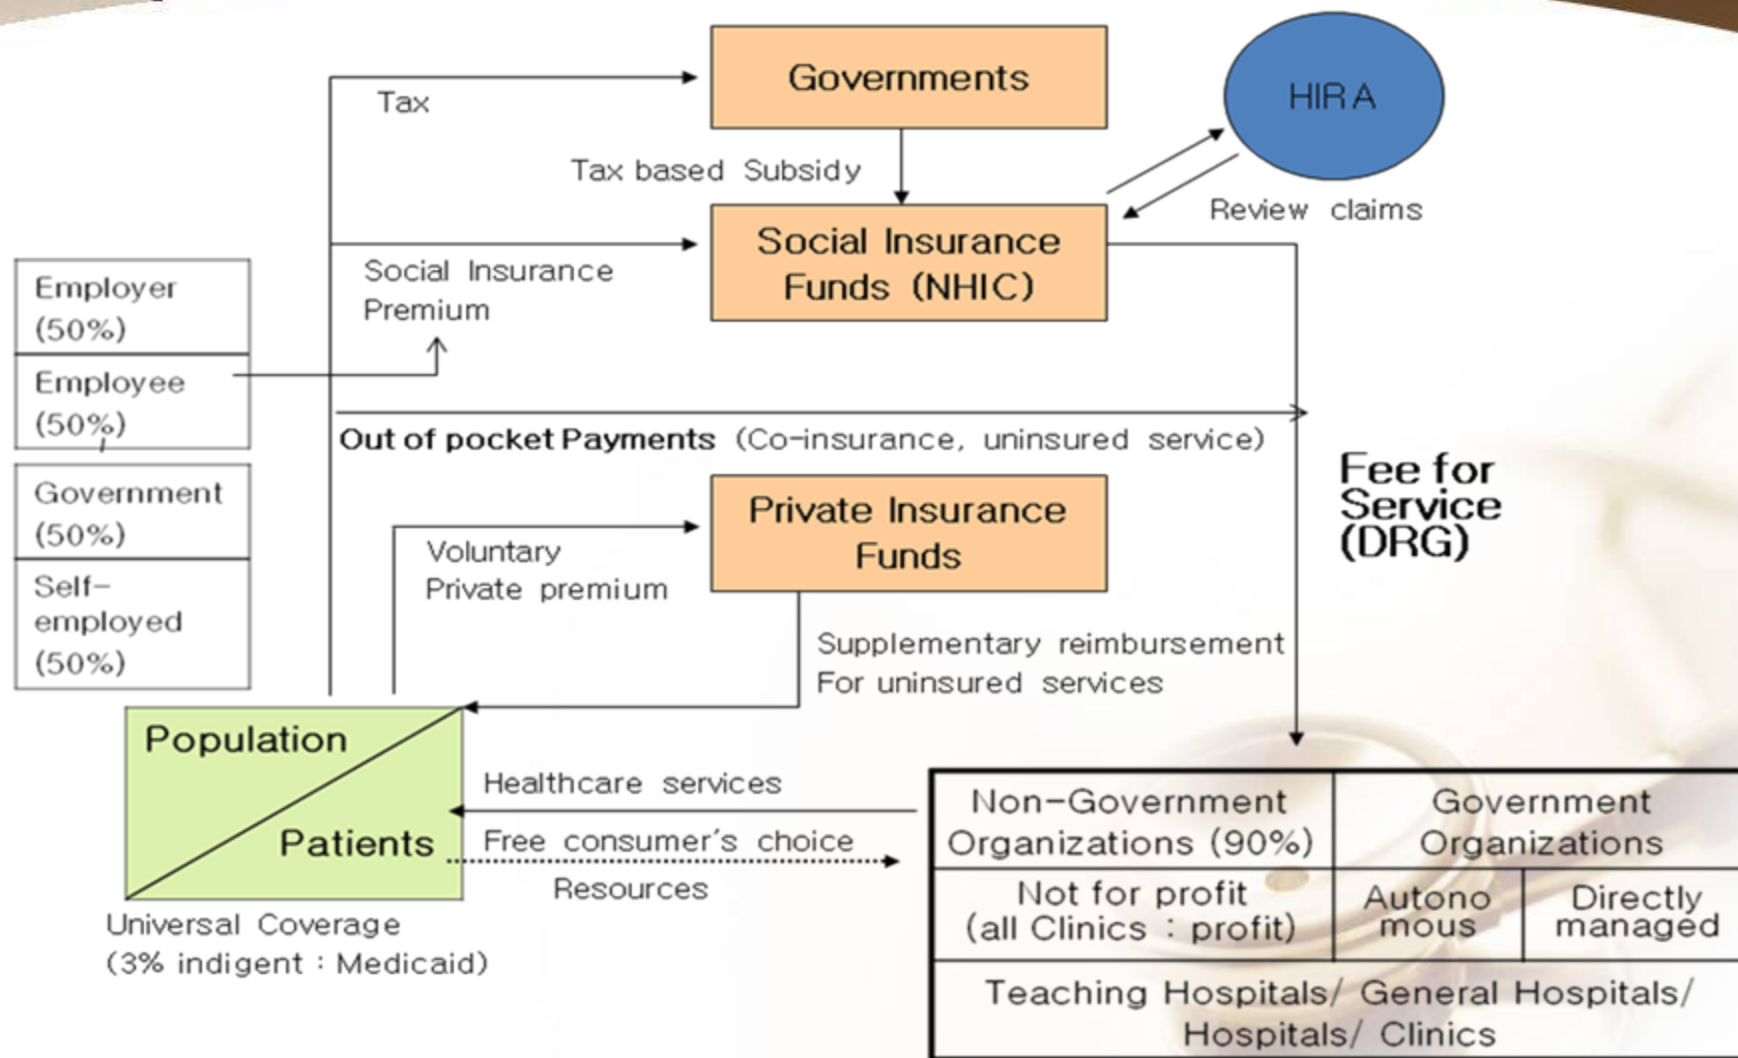 Governments
HIRA
Tax
Tax based Subsidy
Review claims
Social Insurance
Funds (NHIC)
Social Insurance
Premium
Employer
(50%)
Employee
(50%)
Out of pocket Payments (Co-insurance, uninsured service)
Government
(50%)
Self-
employed
(50%)
Private Insurance
Funds
Voluntary
Private premium
Fee for
Service
(DRG)
Supplementary reimbursement
For uninsured services
Population
Patients
Healthcare services
Free consumer's choice
Resources
Universal Coverage
(3% indigent : Medicaid)
Non-Government
Organizations (90%)
Government
Organizations
Not for profit
(all Clinics : profit)
Autono
mous
Directly
managed
Teaching Hospitals/ General Hospitals/
Hospitals/ Clinics